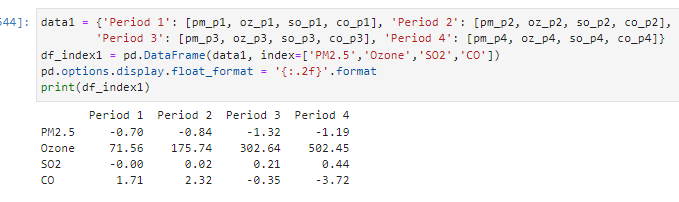 544]: data1 = {'Period 1': [pm_p1, oz_p1, so_p1, co_p1], 'Period 2': [pm_p2, oz_p2, so_p2, co_p2],
'Period 3': [pm_p3, oz_p3, so_p3, co_p3], 'Period 4': [pm_p4, oz_p4, so_p4, co_p4]}
df_index1 = pd.DataFrame(data1, index=['PM2.5','Ozone','SO2','CO'])
pd.options.display.float_format = '{:.2f}'.format
print(df_index1)
Period 1 Period 2 Period 3 Period 4
PM2.5 -0.70 -0.84 -1.32 -1.19
Ozone 71.56 175.74 302.64 502.45
SO2 -0.00 0.02 0.21 0.44
CO 1.71 2.32 -0.35 -3.72